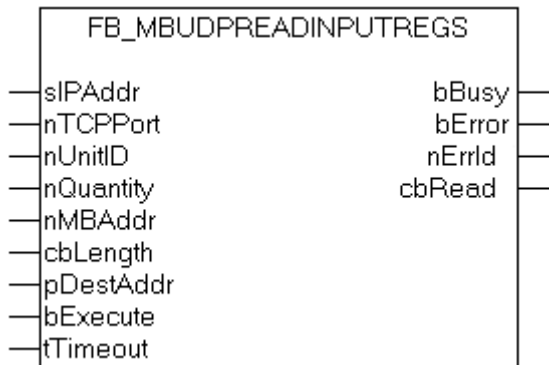 FB_MBUDPREADINPUTREGS
sIPAddr bBusy
nTCPPort bError
nUnitID nErrId
nQuantity cbRead
nMBAddr
cbLength
pDestAddr
bExecute
tTimeout